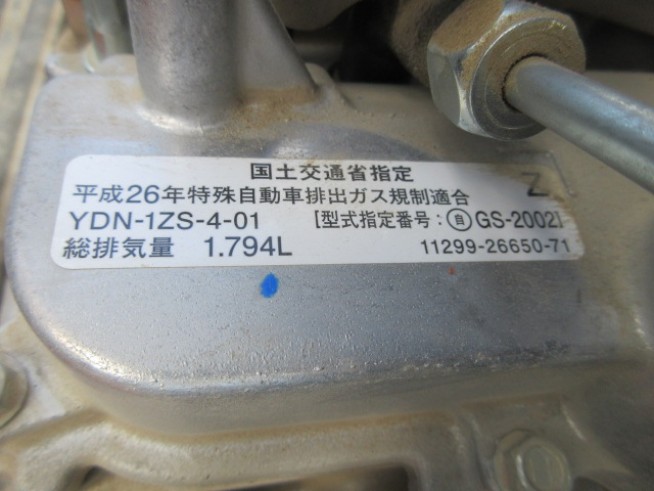 国土交通省指定
平成26年特殊自動車排出ガス規制適合 Z
YDN-1ZS-4-01 [型式指定番号:自GS-2002]
総排気量 1.794L 11299-26650-71